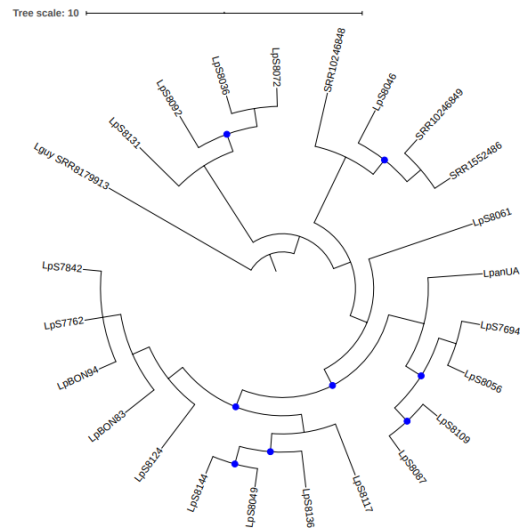 Tree scale: 10
SRR10246848
LpS8046
SRR10246849
SRR1552486
LpS8061
LpanUA
LpS7694
LpS8056
LpS8109
LpS8087
LpS8117
LpS8136
LpS8049
LpS8144
LpS8124
LpBON83
LpBON94
LpS7762
LpS7842
Lguy SRR8179913
LpS8131
LpS8092
LpS8036
LpS8072